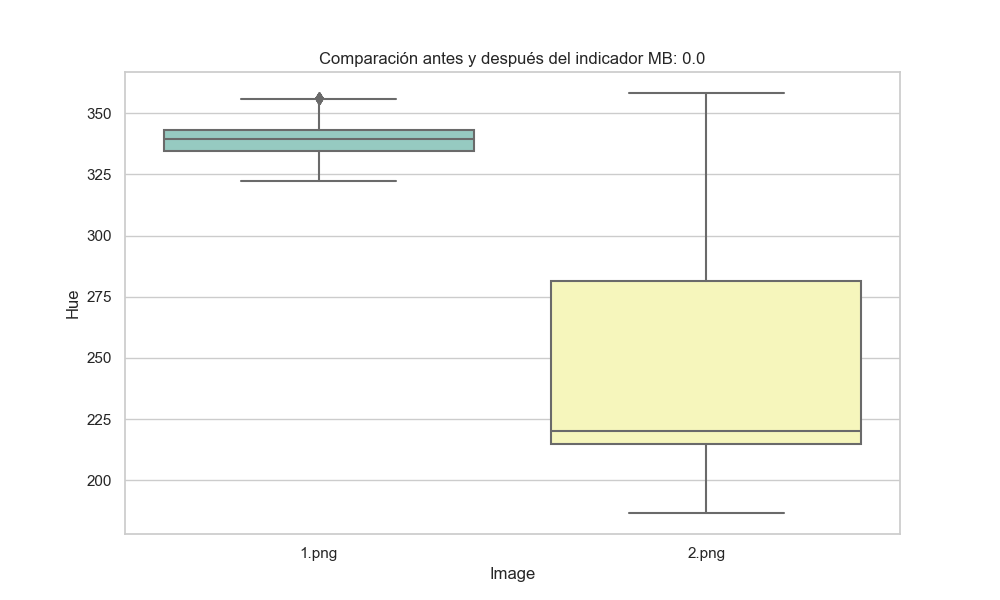 Comparación antes y después del indicador MB: 0.0
350
325
300
275
250
225
200
Hue
1.png
2.png
Image